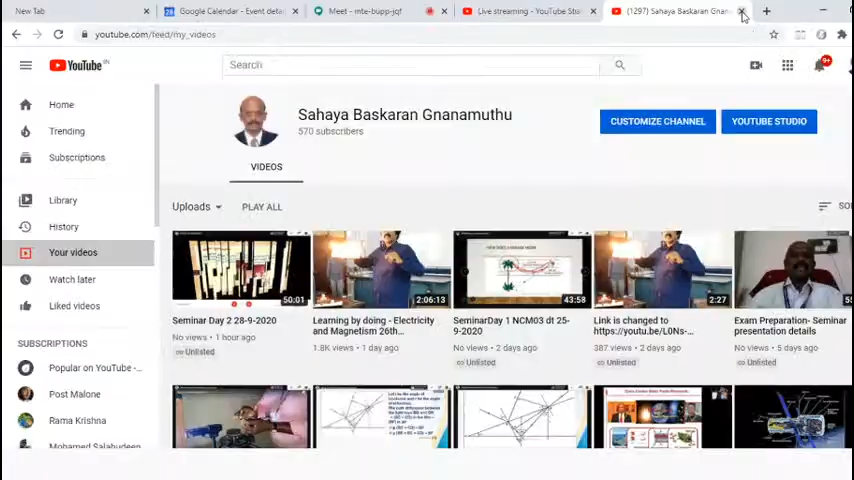 New Tab
Google Calendar - Event detai
Meet - mte-bupp-jqf
Live streaming - YouTube Stu
(1297) Sahaya Baskaran Gnana
youtube.com/feed/my_videos
YouTube IN
Search
9+
Home
Trending
Subscriptions
Library
History
Your videos
Watch later
Liked videos
SUBSCRIPTIONS
Popular on YouTube -...
Post Malone
Rama Krishna
Mohamed Salahudeen
Sahaya Baskaran Gnanamuthu
570 subscribers
CUSTOMIZE CHANNEL
YOUTUBE STUDIO
VIDEOS
Uploads
PLAY ALL
SO
50:01
2:06:13
43:58
2:27
55
Seminar Day 2 28-9-2020
No views • 1 hour ago
Unlisted
Learning by doing - Electricity
and Magnetism 26th...
1.8K views • 1 day ago
SeminarDay 1 NCM03 dt 25-
9-2020
No views • 2 days ago
Unlisted
Link is changed to
https://youtu.be/L0Ns-...
387 views • 2 days ago
Unlisted
Exam Preparation- Seminar
presentation details
No views • 5 days ago
Unlisted